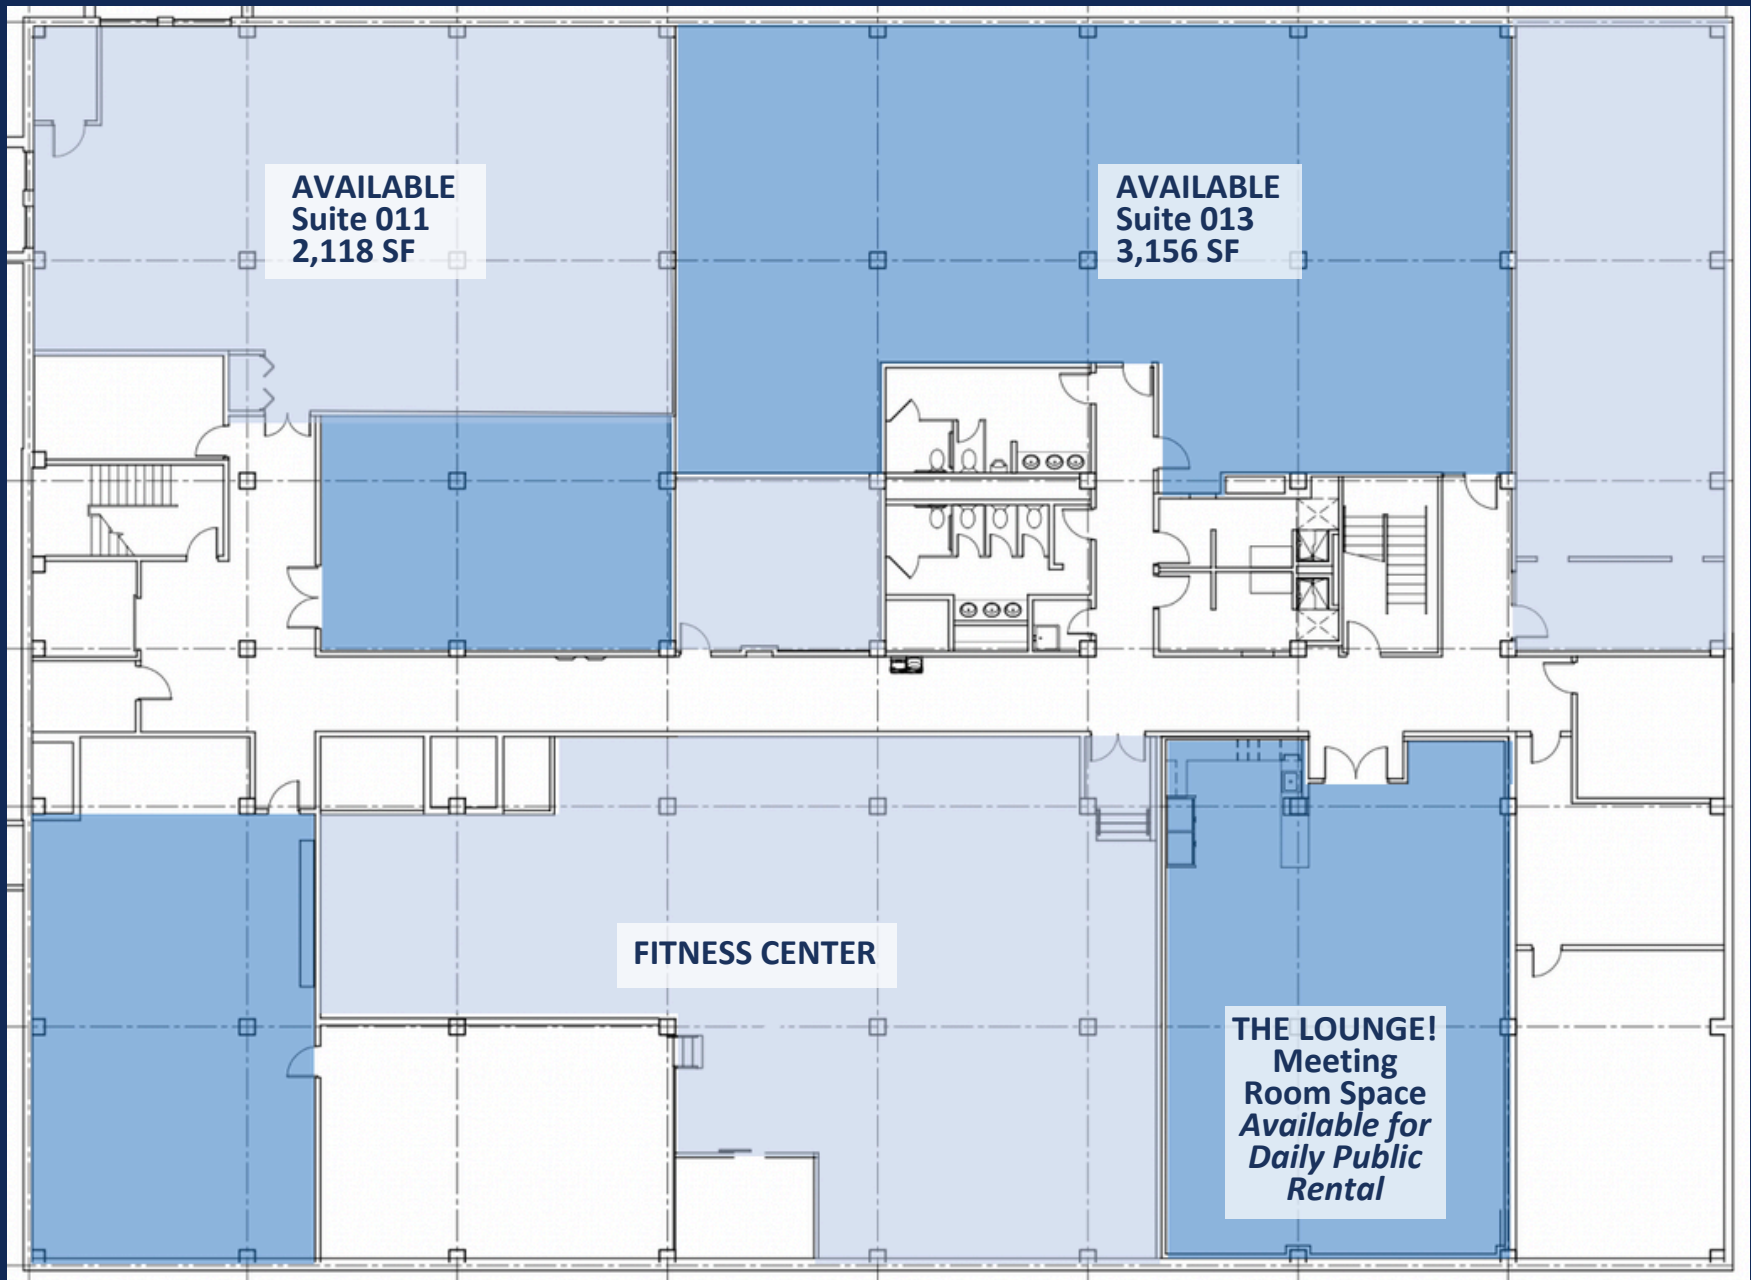 AVAILABLE
Suite 011
2,118 SF
AVAILABLE
Suite 013
3,156 SF
FITNESS CENTER
THE LOUNGE!
Meeting
Room Space
Available for
Daily Public
Rental